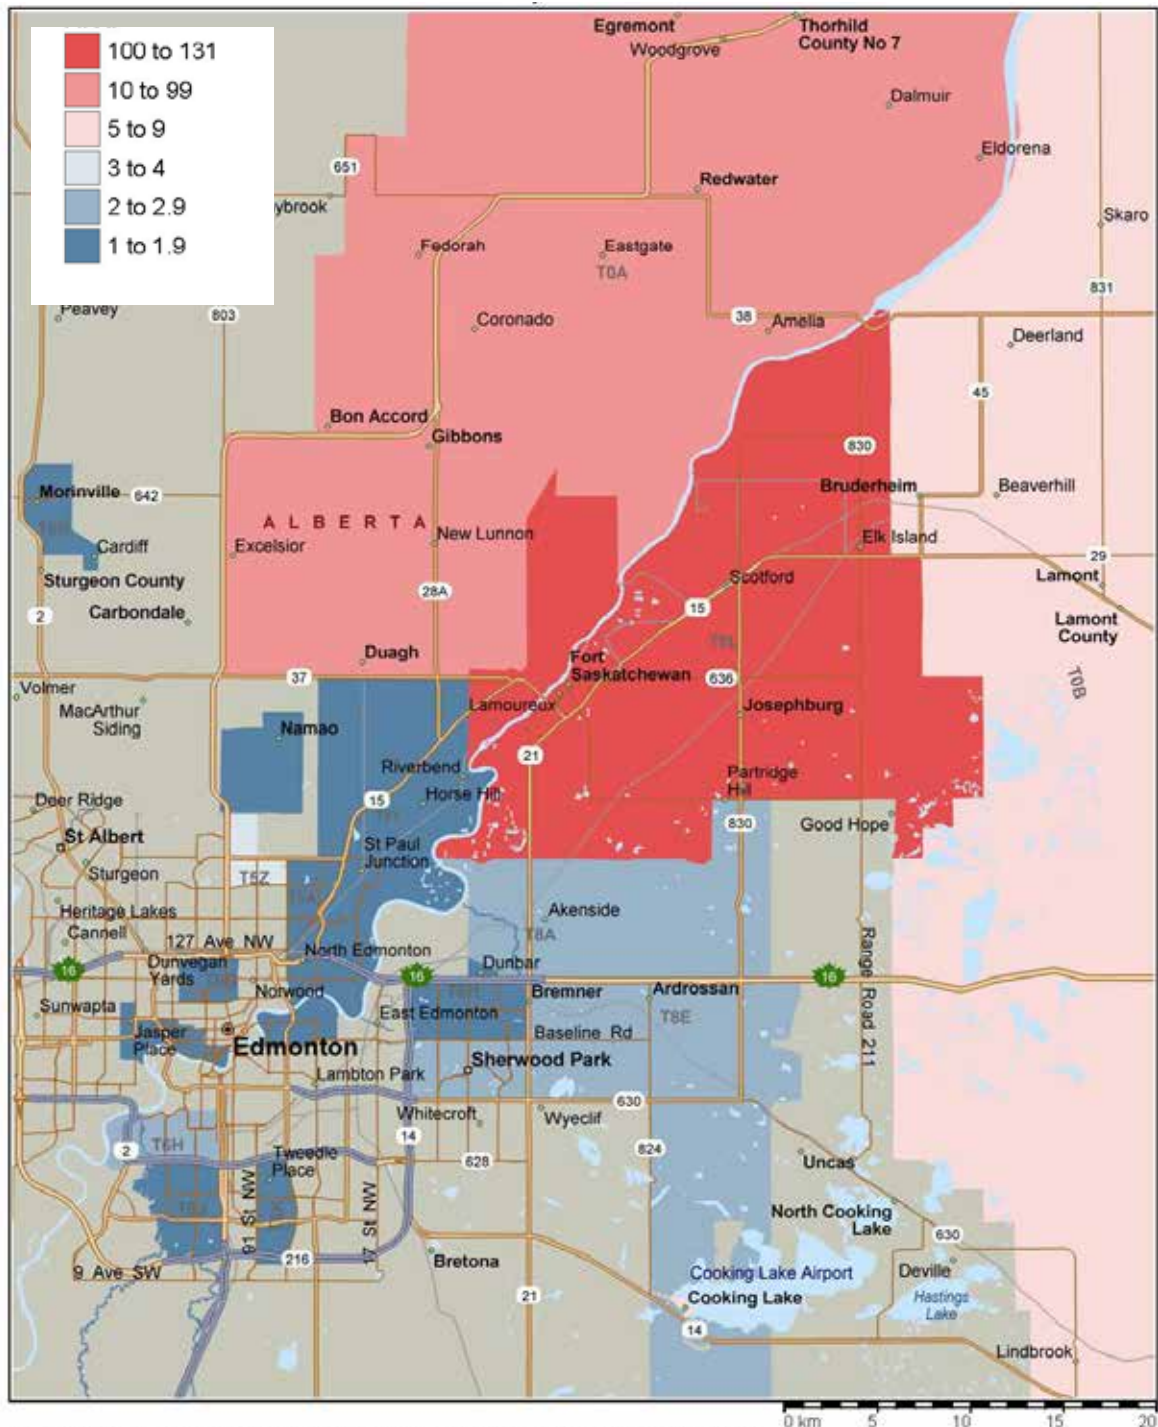 100 to 131
10 to 99
5 to 9
3 to 4
2 to 2.9
1 to 1.9
Egremont
Woodgrove
Thorhild
County No 7
Dalmuir
Eldorena
651
Redwater
ybrook
Skaro
Fedorah
Eastgate
T0A
831
Peavey
803
Coronado
38
Amelia
Deerland
45
Bon Accord
Gibbons
830
Morinville
642
Bruderheim
Beaverhill
ALBERTA
New Lunnon
Elk Island
Cardiff
Excelsior
29
Sturgeon County
Scotford
Lamont
28A
Carbondale
2
15
Lamont
County
Duagh
Fort
Saskatchewan
37
636
T0B
Volmer
MacArthur
Siding
Lamoureux
Josephburg
Namao
21
Riverbend
Partridge
Hill
Horse Hill
15
Deer Ridge
830
Good Hope
St Albert
St Paul
Junction
Sturgeon
T5Z
Heritage Lakes
Akenside
Cannell
127 Ave NW
North Edmonton
T8A
Dunvegan
Yards
Dunbar
16
16
16
Norwood
Bremner
Ardrossan
Range Road 211
Sunwapta
East Edmonton
T8E
Jasper
Place
Baseline Rd
Edmonton
Sherwood Park
Lambton Park
630
Whitecroft
Wyeclif
14
2
T6H
824
Tweedle
Place
628
Uncas
91 St NW
17 St NW
North Cooking
Lake
630
216
Bretona
9 Ave SW
Cooking Lake Airport
Deville
Cooking Lake
Hastings
Lake
21
14
Lindbrook
0 km 5 10 15 20